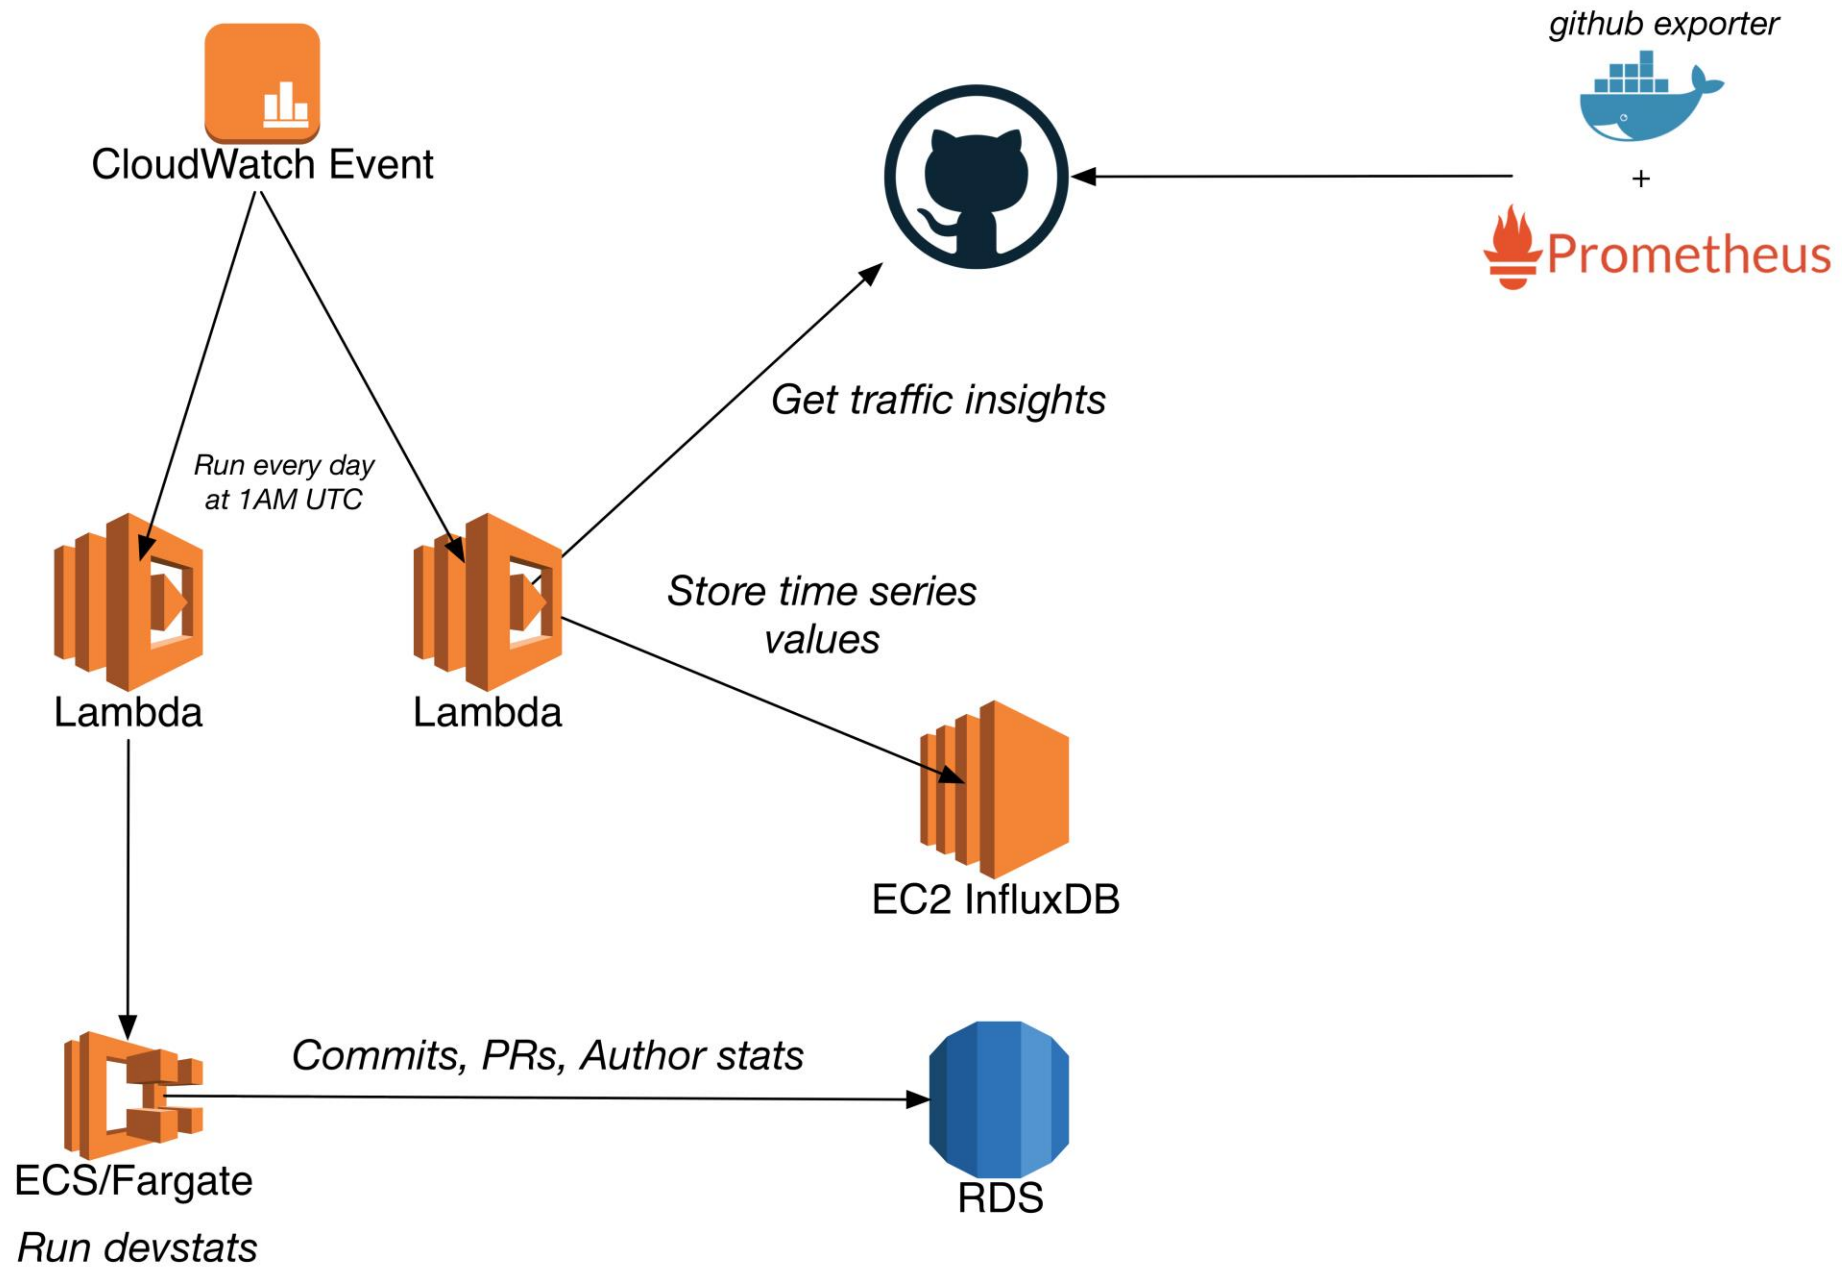 github exporter
CloudWatch Event
+
Prometheus
Get traffic insights
Run every day
at 1AM UTC
Store time series
values
Lambda
Lambda
EC2 InfluxDB
Commits, PRs, Author stats
ECS/Fargate
RDS
Run devstats